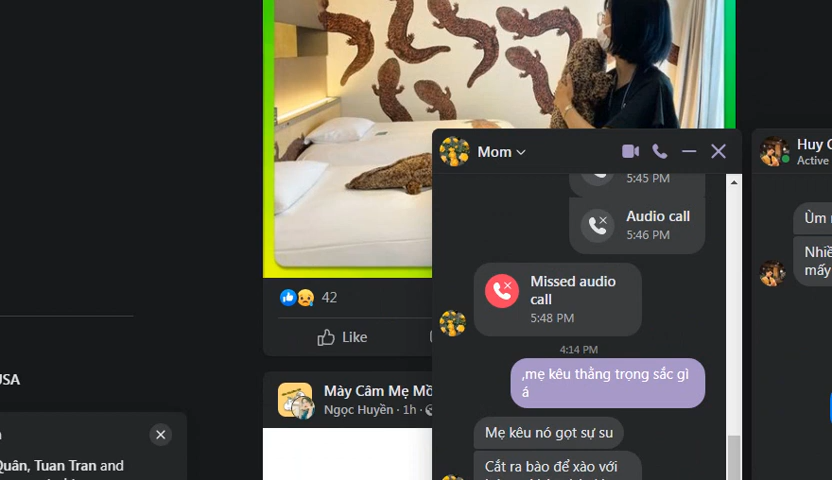 42
Like
USA
Quân, Tuan Tran and
Mày Câm Mẹ Mồ
Ngọc Huyền · 1h ·
Mom
5:45 PM
Audio call
5:46 PM
Missed audio
call
5:48 PM
4:14 PM
,mẹ kêu thằng trọng sắc gì
á
Mẹ kêu nó gọt sự su
Cắt ra bào để xào với
Huy C
Active
Ừm
Nhiề
mấy